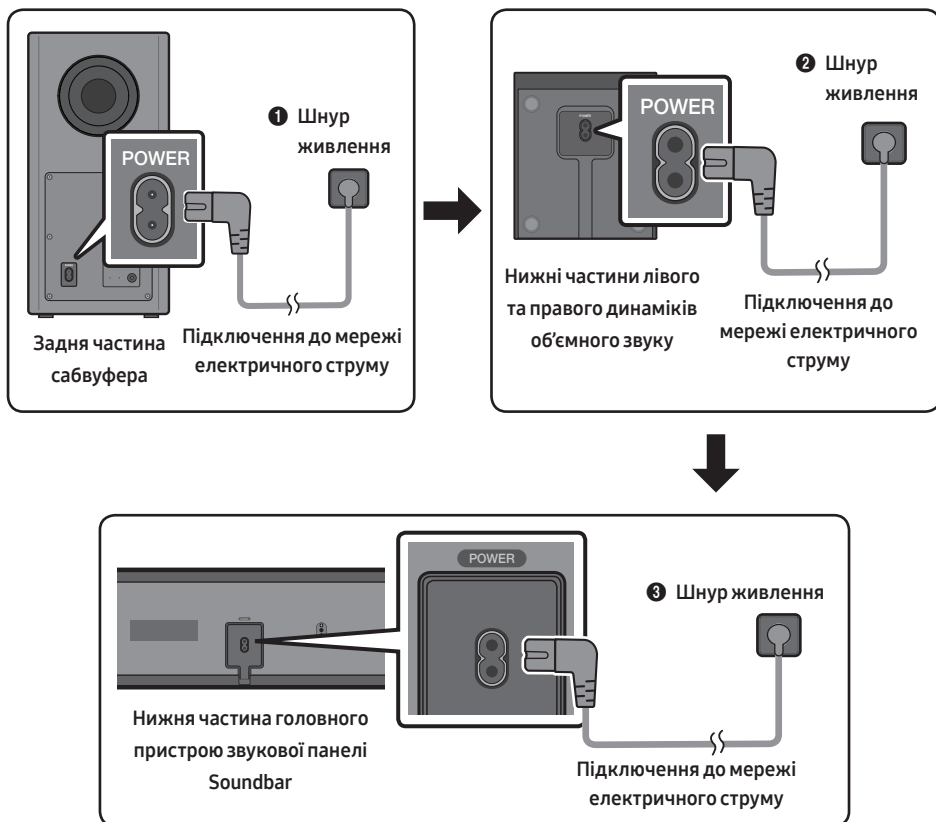 ❶ Шнур
живлення
POWER
Задня частина
сабвуфера
Підключення до мережі
електричного струму
❷ Шнур
живлення
POWER
Нижні частини лівого
та правого динаміків
об’ємного звуку
Підключення до
мережі електричного
струму
POWER
❸ Шнур живлення
Нижня частина головного
пристрою звукової панелі
Soundbar
Підключення до мережі
електричного струму